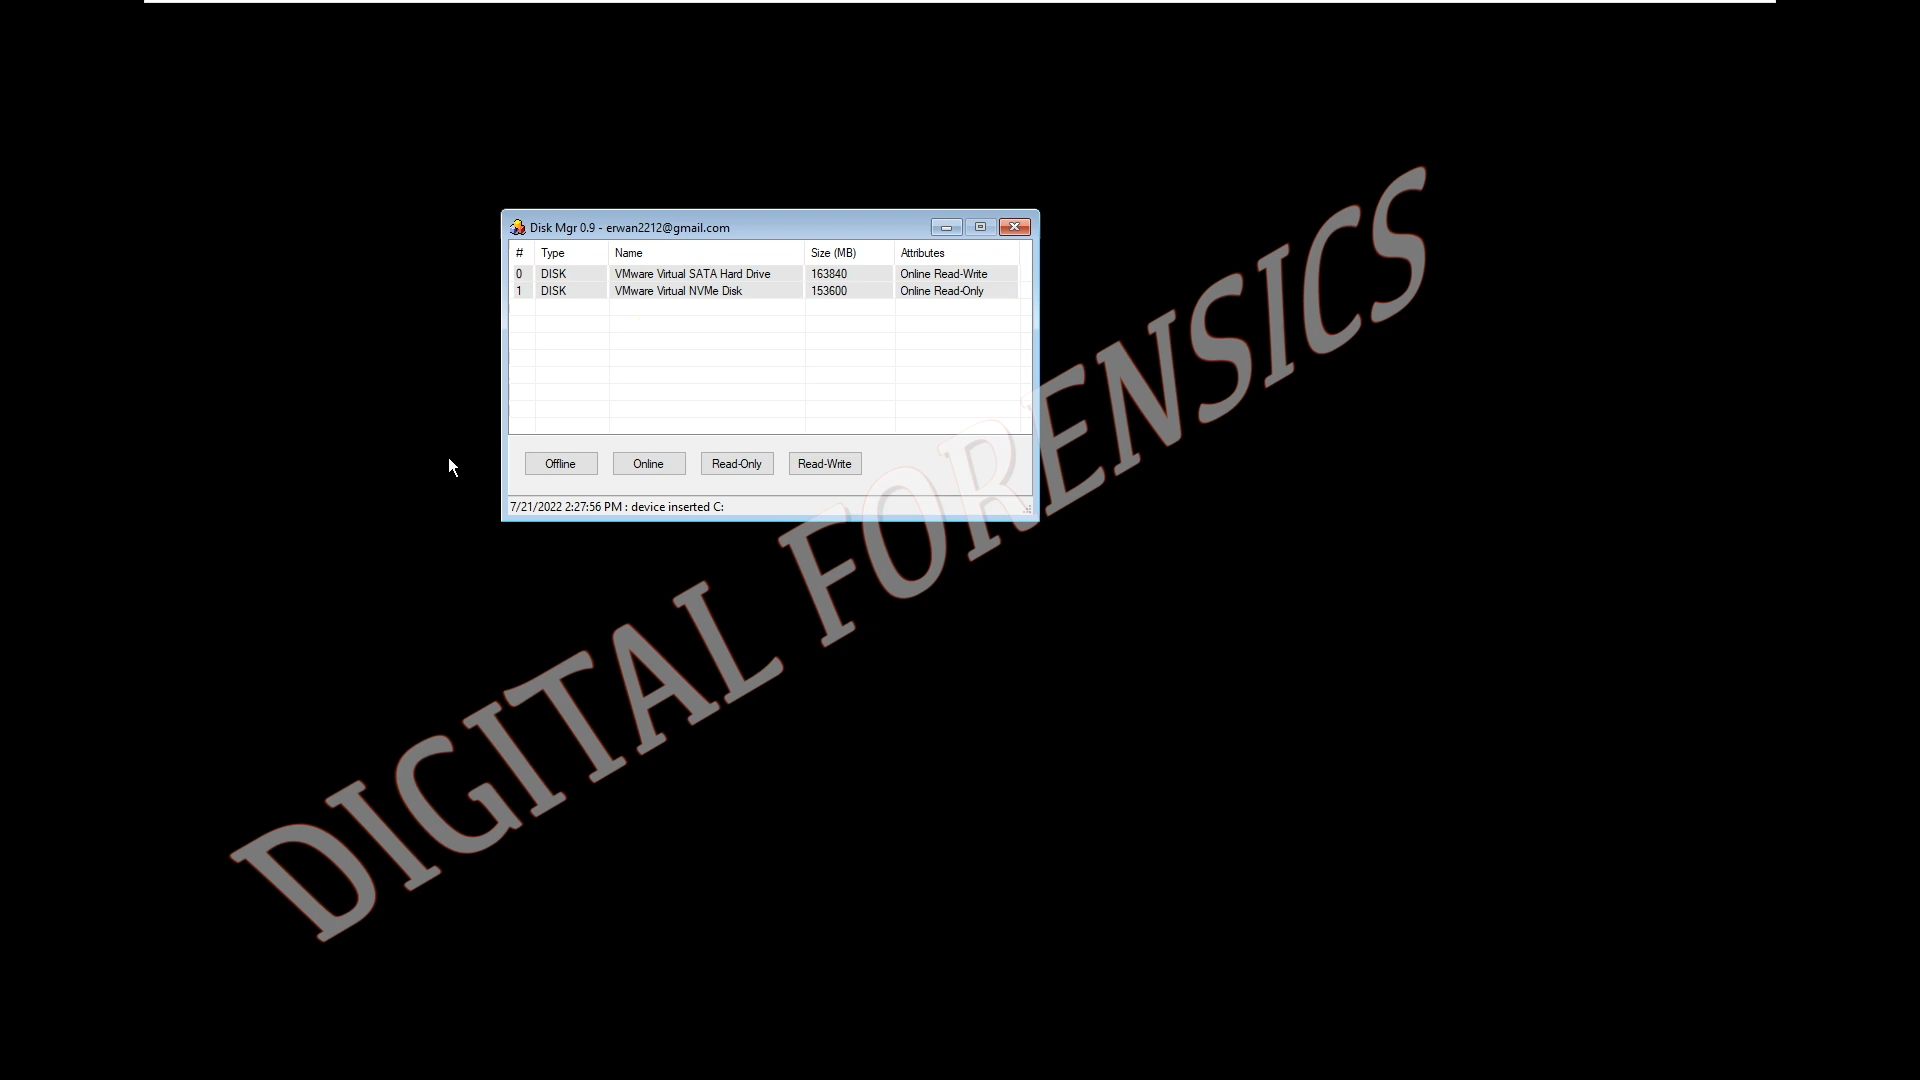 Disk Mgr 0.9 - erwan2212@gmail.com
# Type Name Size (MB) Attributes
0 DISK VMware Virtual SATA Hard Drive 163840 Online Read-Write
1 DISK VMware Virtual NVMe Disk 153600 Online Read-Only
Offline Online Read-Only Read-Write
7/21/2022 2:27:56 PM : device inserted C:
DIGITAL FORENSICS